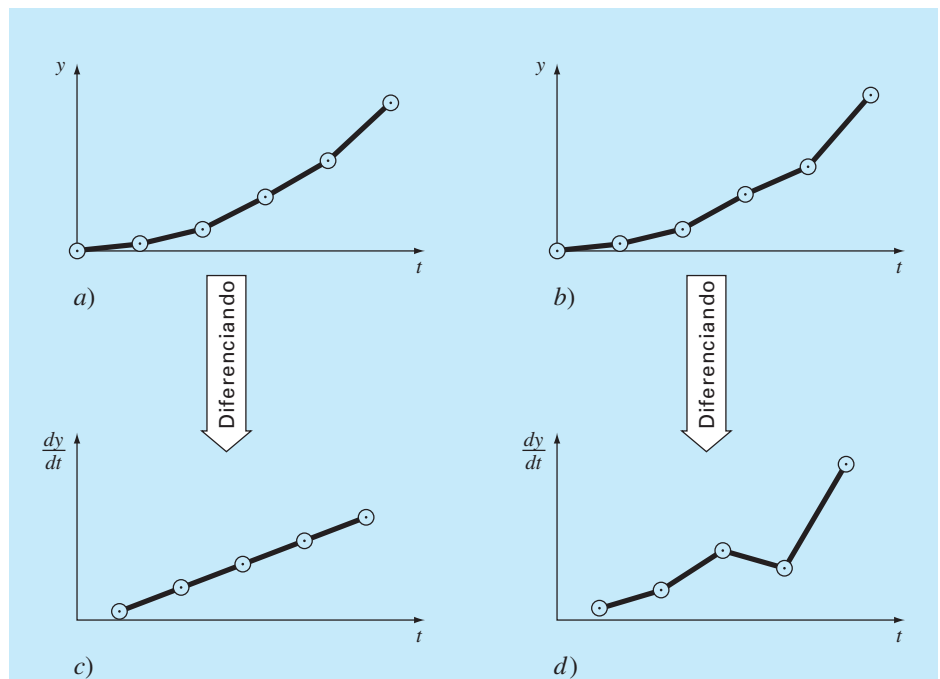 y
t
a)
Diferenciando
dy
dt
t
c)
y
t
b)
Diferenciando
dy
dt
t
d)